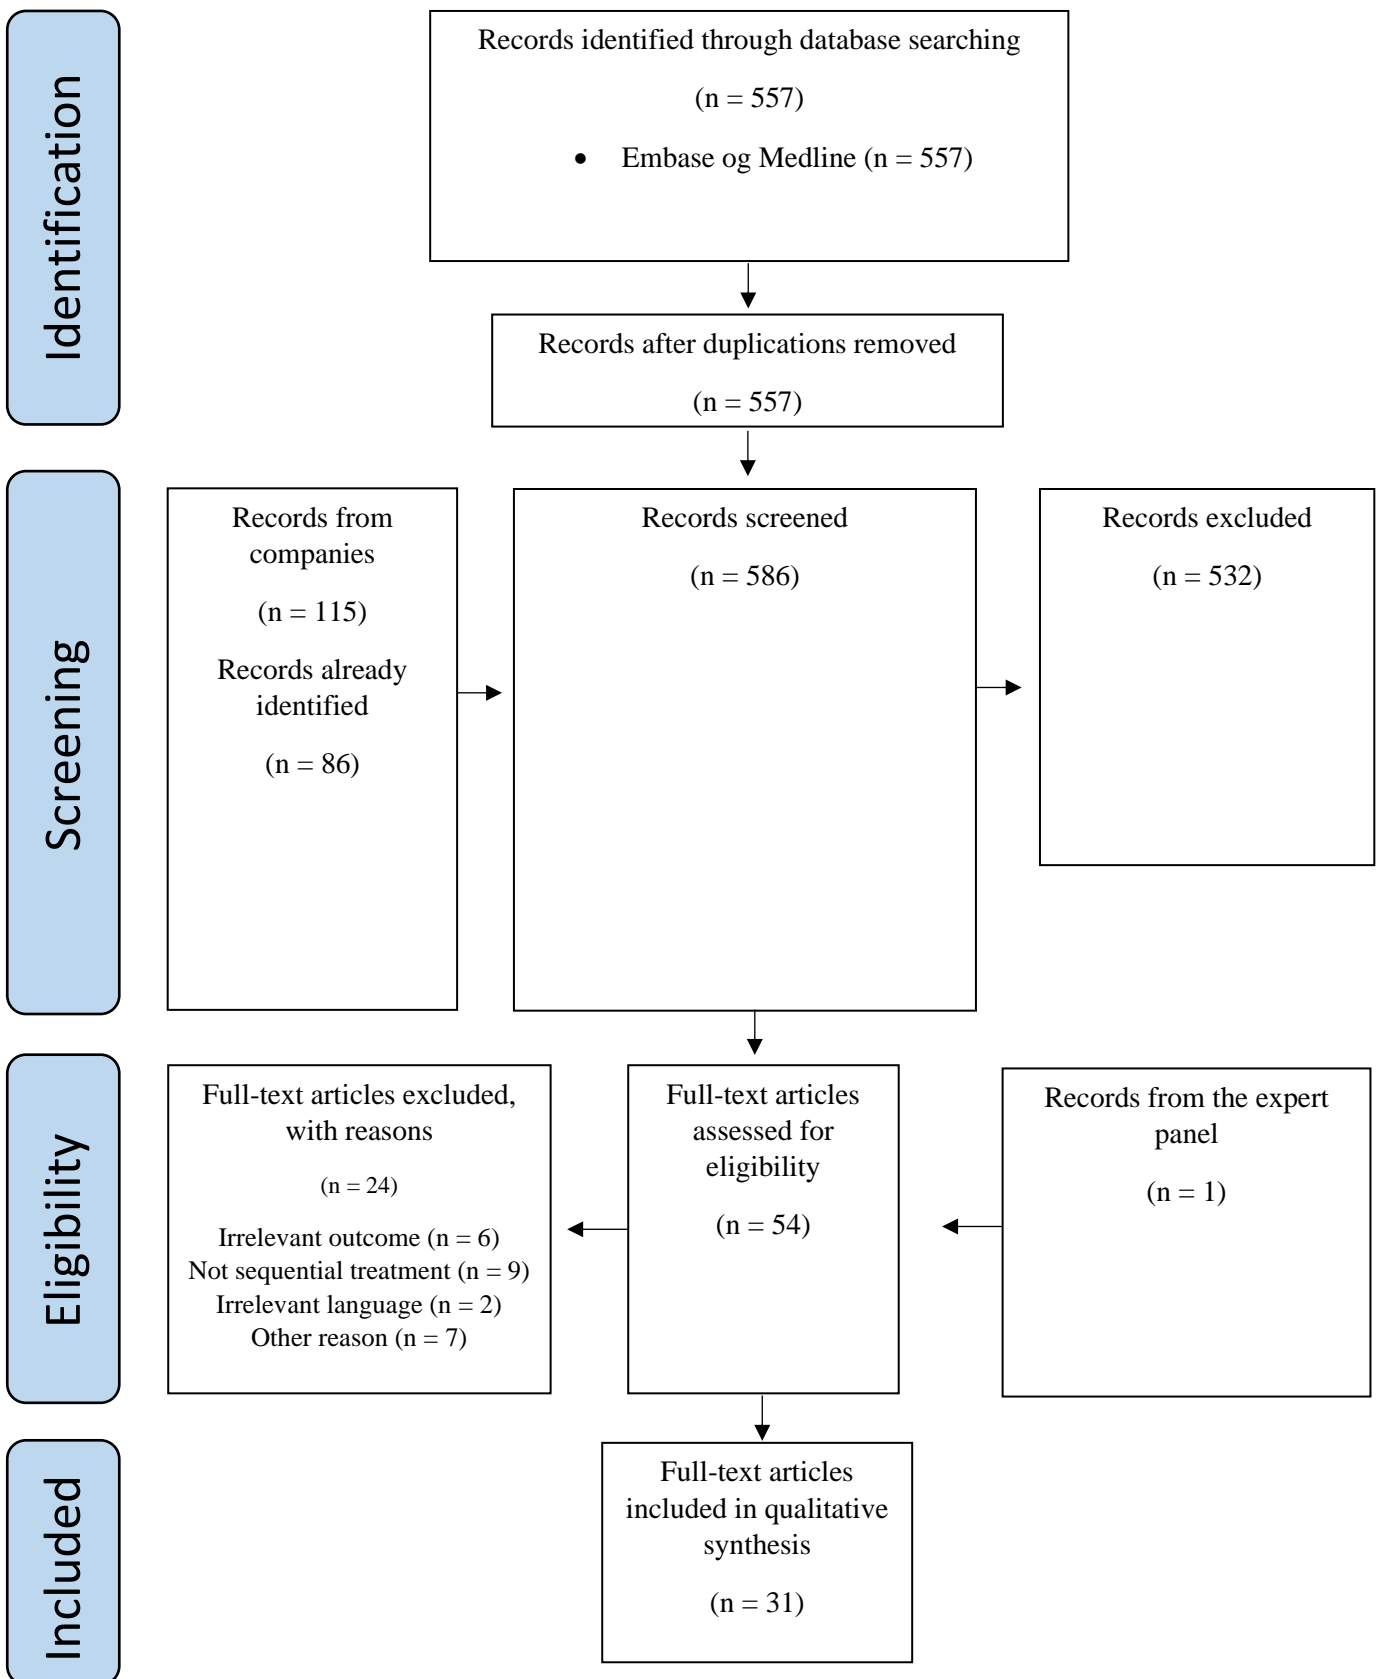 Identification
Records identified through database searching
(n = 557)
• Embase og Medline (n = 557)
Records after duplications removed
(n = 557)
Screening
Records from
companies
(n = 115)
Records already
identified
(n = 86)
Records screened
(n = 586)
Records excluded
(n = 532)
Eligibility
Full-text articles excluded,
with reasons
(n = 24)
Irrelevant outcome (n = 6)
Not sequential treatment (n = 9)
Irrelevant language (n = 2)
Other reason (n = 7)
Full-text articles
assessed for
eligibility
(n = 54)
Records from the expert
panel
(n = 1)
Included
Full-text articles
included in qualitative
synthesis
(n = 31)